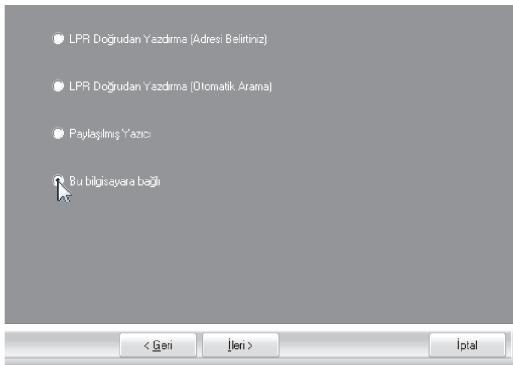 LPR Doğrudan Yazdırma (Adresi Belirtiniz)
LPR Doğrudan Yazdırma (Otomatik Arama)
Paylaşılmış Yazıcı
Bu bilgisayara bağlı
< Geri İleri > İptal